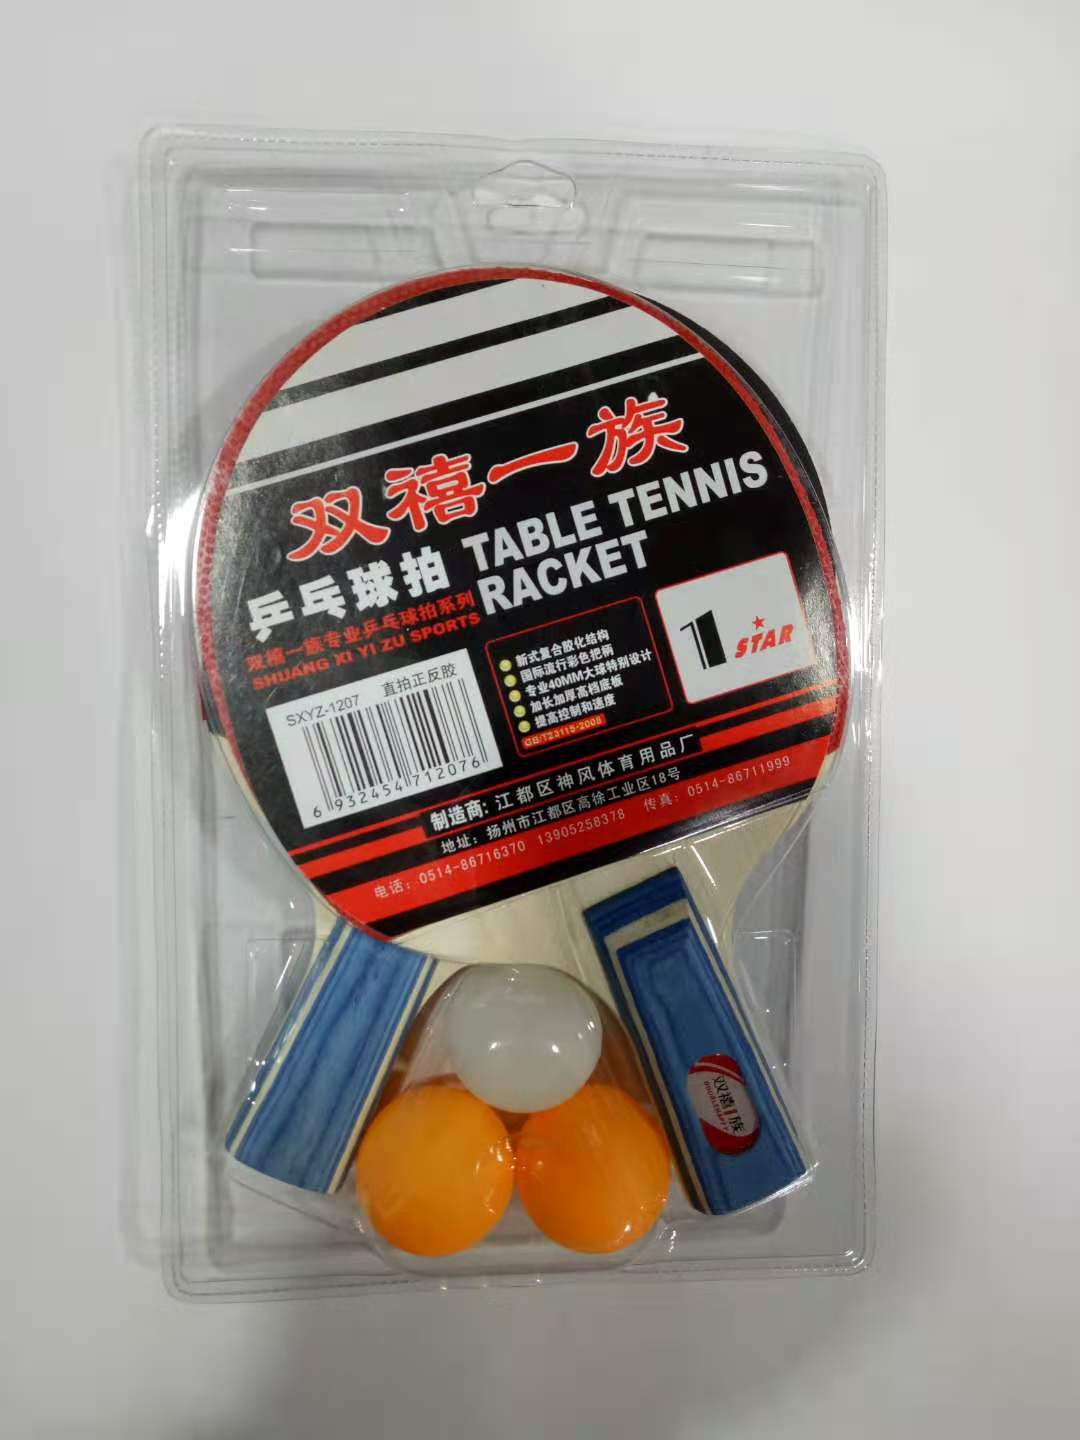 双禧一族
乒乓球拍 TABLE TENNIS
RACKET
双禧一族专业乒乓球拍系列
SHUANG XI YI ZU SPORTS
SXYZ-1207 直拍正反胶
6 932454 712076
新式复合胶化结构
国际流行彩色把柄
专业40MM大球特别设计
加长加厚高档底板
提高控制和速度
GB/T23115-2008
1 STAR
制造商: 江都区神风体育用品厂
地址: 扬州市江都区高徐工业区18号
电话: 0514-86716370 13905258378 传真: 0514-86711999
双禧一族
DOUBLEHAPPY